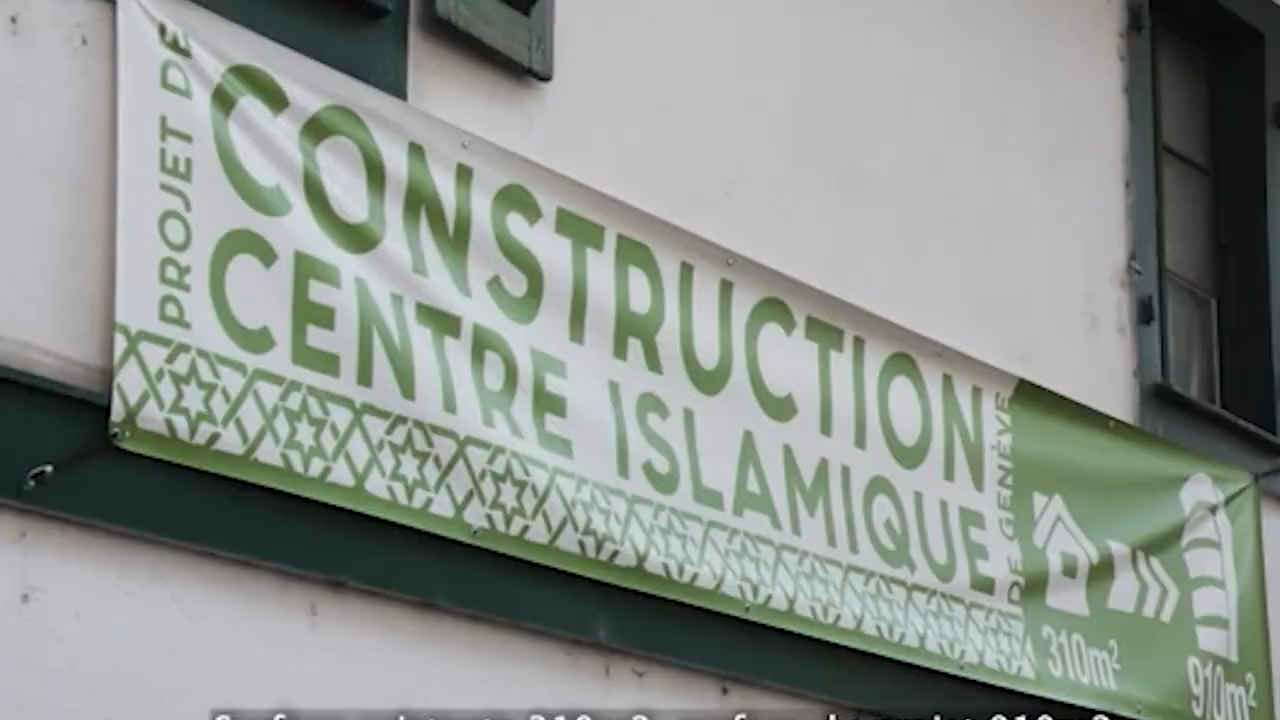 PROJET DE
CONSTRUCTION
CENTRE ISLAMIQUE
DE GENÈVE
310m²
910m²